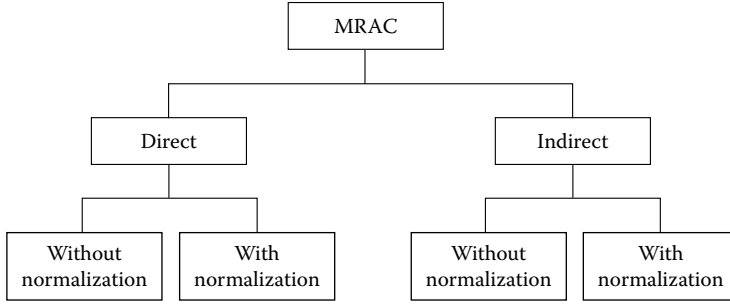 MRAC
Direct
Indirect
Without
normalization
With
normalization
Without
normalization
With
normalization